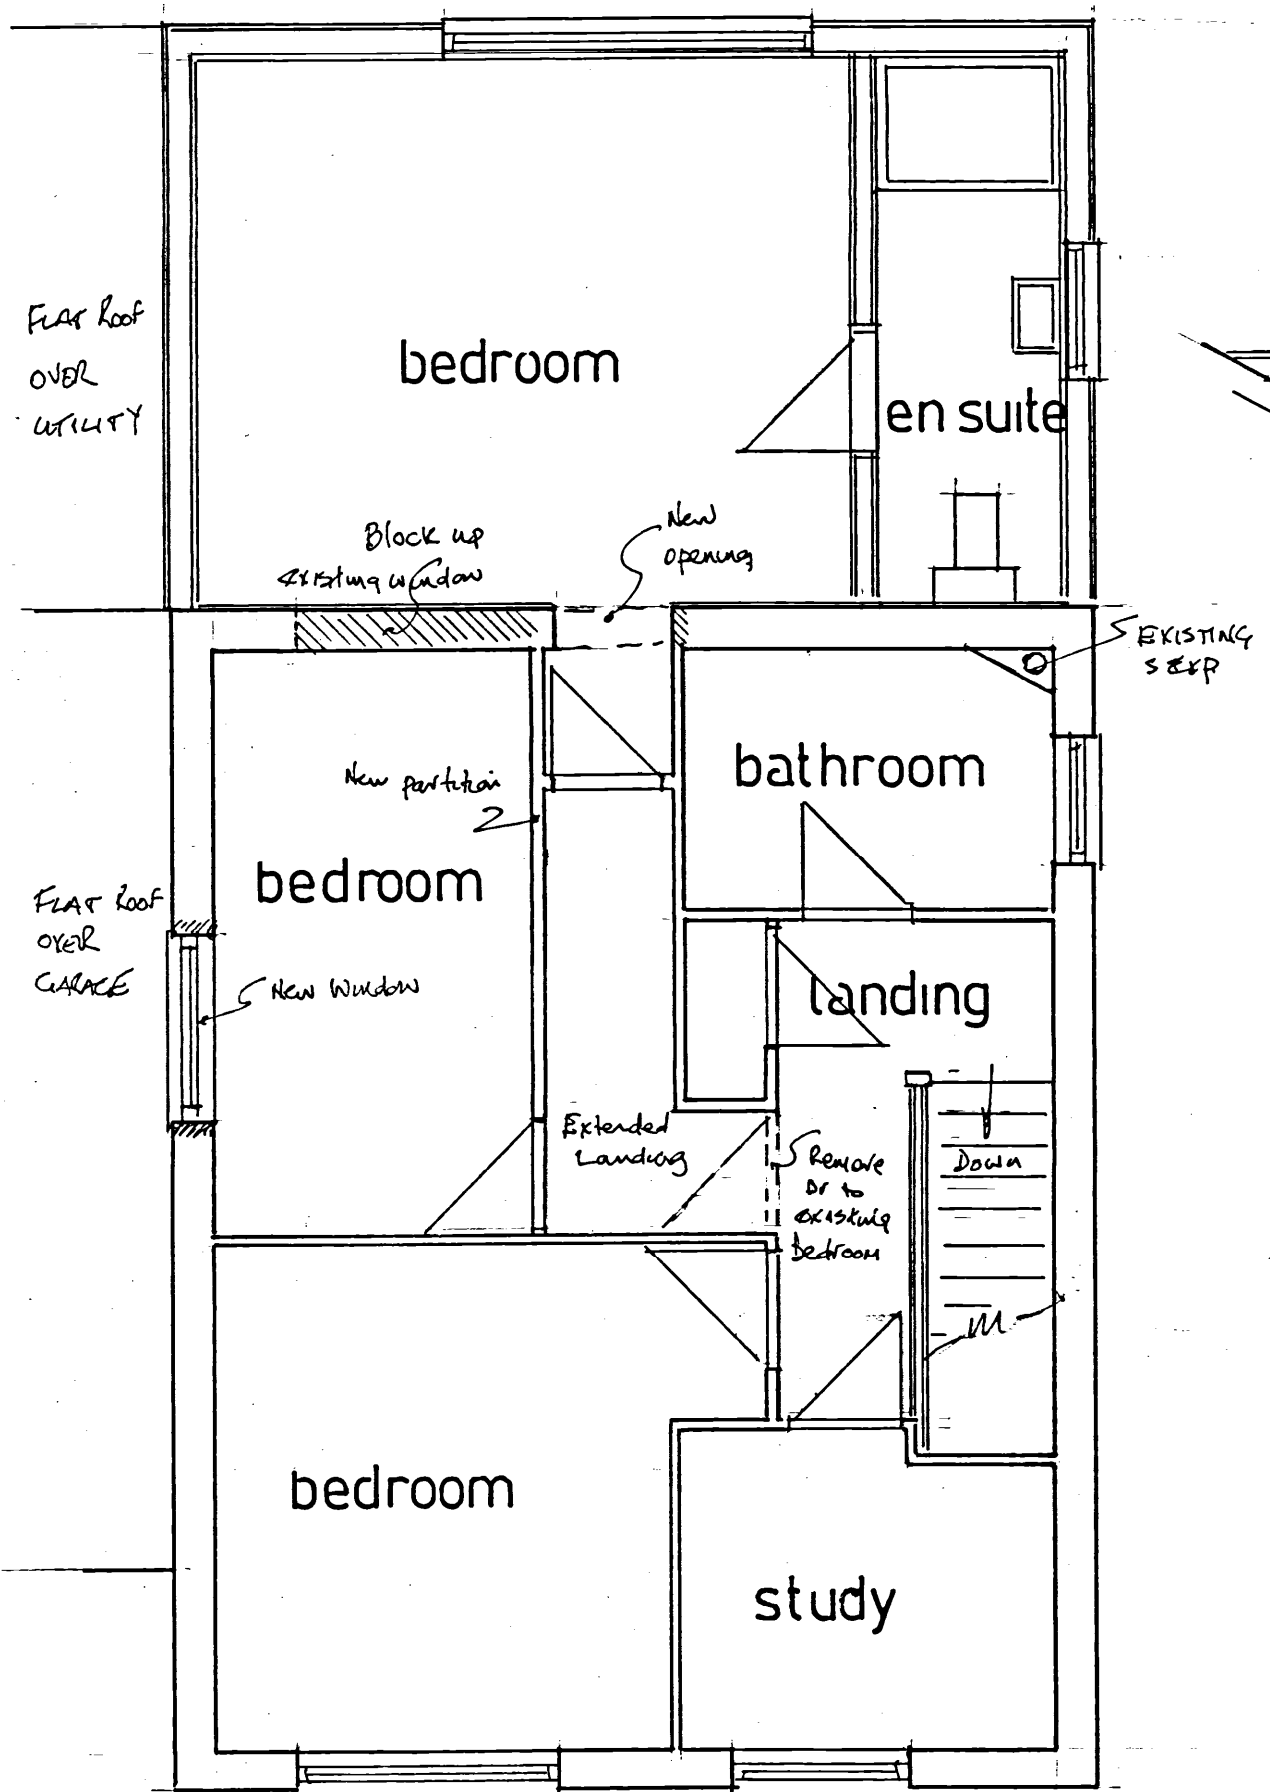 FLAT ROOF
OVER
UTILITY
bedroom
en suite
Block up
existing window
New
opening
EXISTING
S & VP
bathroom
New partition
bedroom
FLAT ROOF
OVER
GARAGE
New Window
landing
Extended
Landing
Remove
Dr to
existing
bedroom
Down
bedroom
study